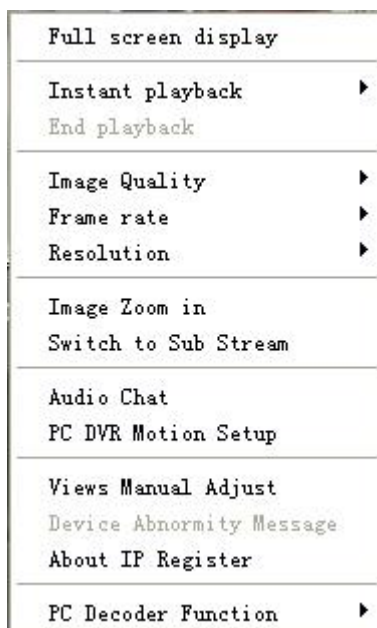 Full screen display
Instant playback
End playback
Image Quality
Frame rate
Resolution
Image Zoom in
Switch to Sub Stream
Audio Chat
PC DVR Motion Setup
Views Manual Adjust
Device Abnormity Message
About IP Register
PC Decoder Function